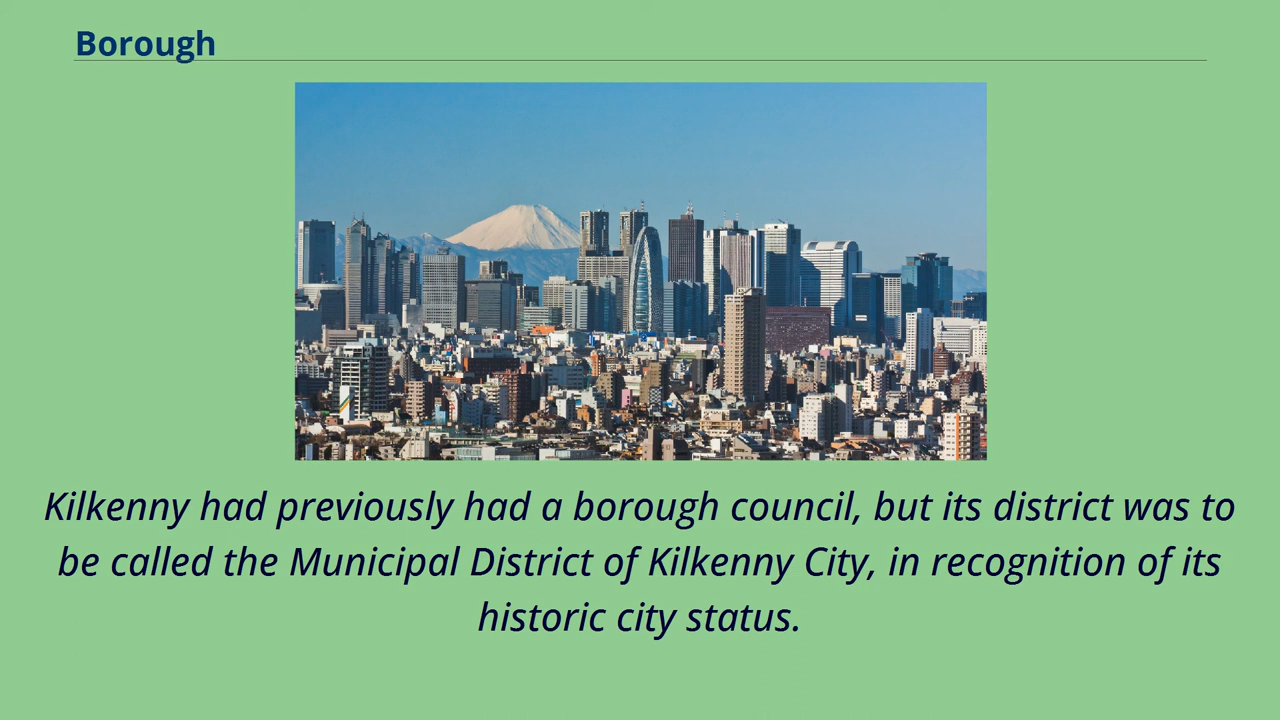 Borough
Kilkenny had previously had a borough council, but its district was to
be called the Municipal District of Kilkenny City, in recognition of its
historic city status.